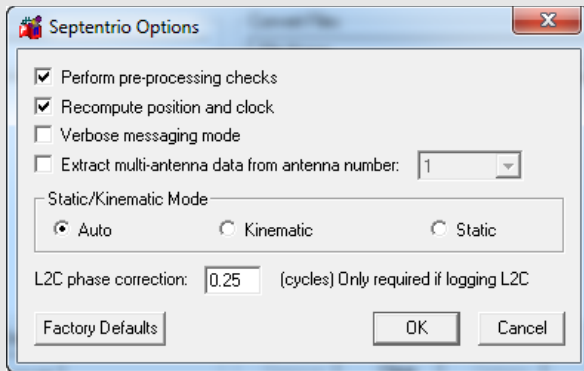 Septentrio Options
Perform pre-processing checks
Recompute position and clock
Verbose messaging mode
Extract multi-antenna data from antenna number: 1
Static/Kinematic Mode
Auto Kinematic Static
L2C phase correction: 0.25 (cycles) Only required if logging L2C
Factory Defaults OK Cancel